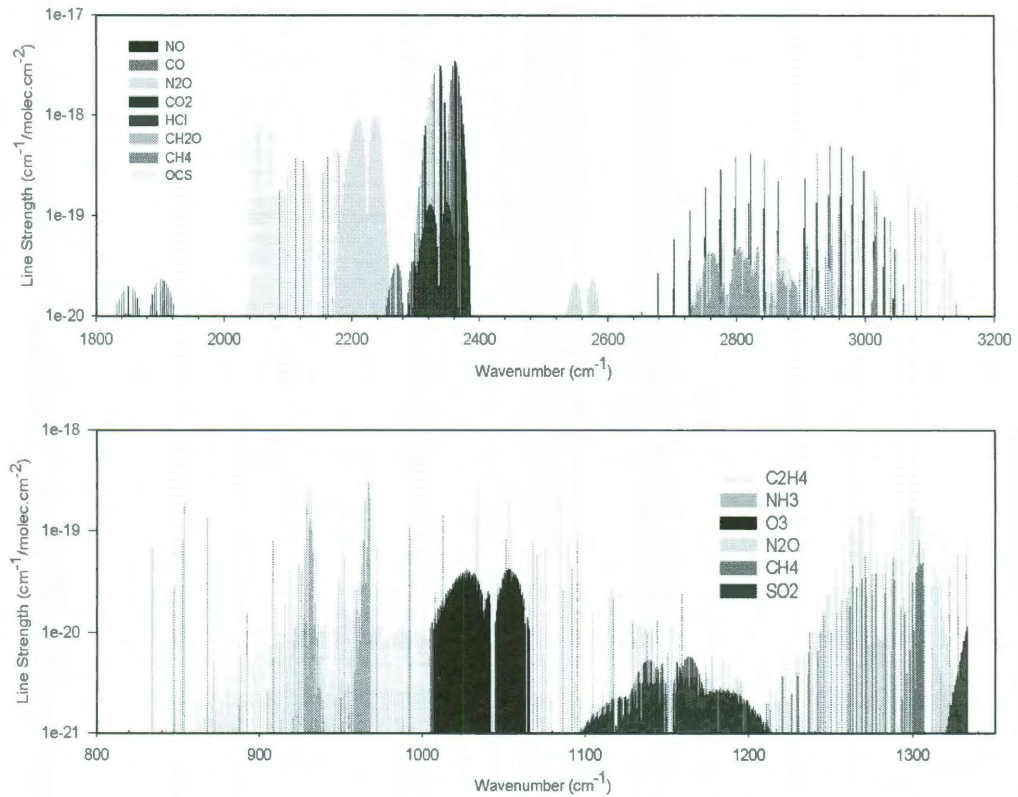 1e-17
1e-18
1e-19
1e-20
Line Strength (cm-1/molec.cm-2)
NO
CO
N2O
CO2
HCl
CH2O
CH4
OCS
1800 2000 2200 2400 2600 2800 3000 3200
Wavenumber (cm-1)
1e-18
1e-19
1e-20
1e-21
Line Strength (cm-1/molec.cm-2)
C2H4
NH3
O3
N2O
CH4
SO2
800 900 1000 1100 1200 1300
Wavenumber (cm-1)